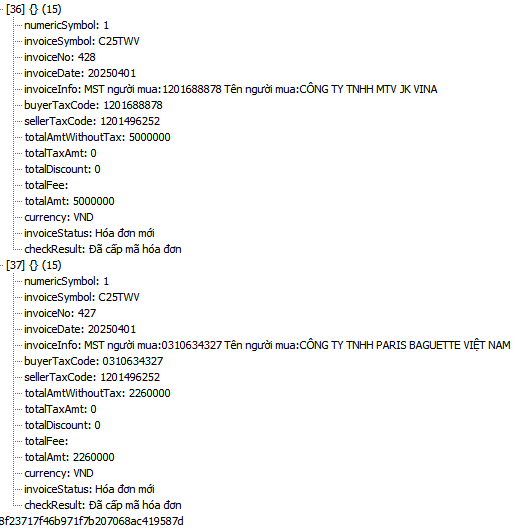 [36] {} (15)
numericSymbol: 1
invoiceSymbol: C25TWV
invoiceNo: 428
invoiceDate: 20250401
invoiceInfo: MST người mua:1201688878 Tên người mua:CÔNG TY TNHH MTV JK VINA
buyerTaxCode: 1201688878
sellerTaxCode: 1201496252
totalAmtWithoutTax: 5000000
totalTaxAmt: 0
totalDiscount: 0
totalFee:
totalAmt: 5000000
currency: VND
invoiceStatus: Hóa đơn mới
checkResult: Đã cấp mã hóa đơn
[37] {} (15)
numericSymbol: 1
invoiceSymbol: C25TWV
invoiceNo: 427
invoiceDate: 20250401
invoiceInfo: MST người mua:0310634327 Tên người mua:CÔNG TY TNHH PARIS BAGUETTE VIỆT NAM
buyerTaxCode: 0310634327
sellerTaxCode: 1201496252
totalAmtWithoutTax: 2260000
totalTaxAmt: 0
totalDiscount: 0
totalFee:
totalAmt: 2260000
currency: VND
invoiceStatus: Hóa đơn mới
checkResult: Đã cấp mã hóa đơn
8f23717f46b971f7b207068ac419587d